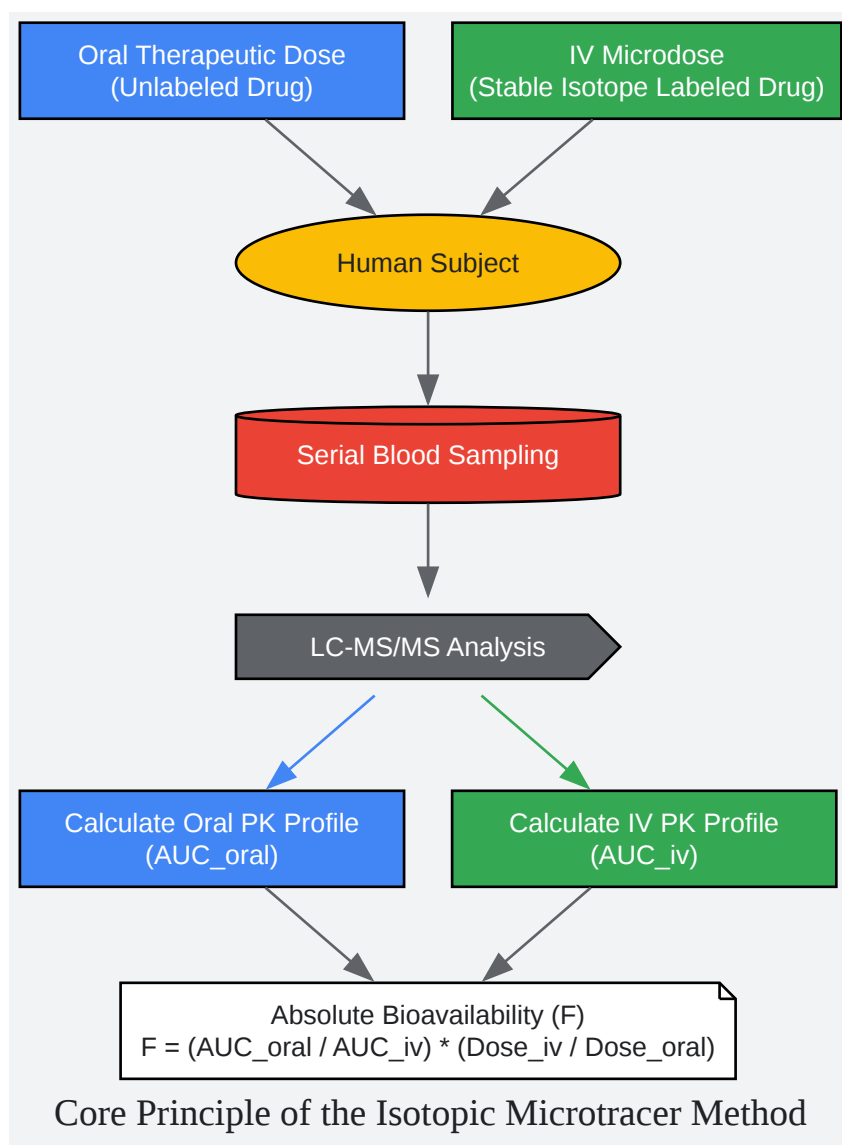 Oral Therapeutic Dose
(Unlabeled Drug)
IV Microdose
(Stable Isotope Labeled Drug)
Human Subject
Serial Blood Sampling
LC-MS/MS Analysis
Calculate Oral PK Profile
(AUC_oral)
Calculate IV PK Profile
(AUC_iv)
Absolute Bioavailability (F)
F = (AUC_oral / AUC_iv) * (Dose_iv / Dose_oral)
Core Principle of the Isotopic Microtracer Method